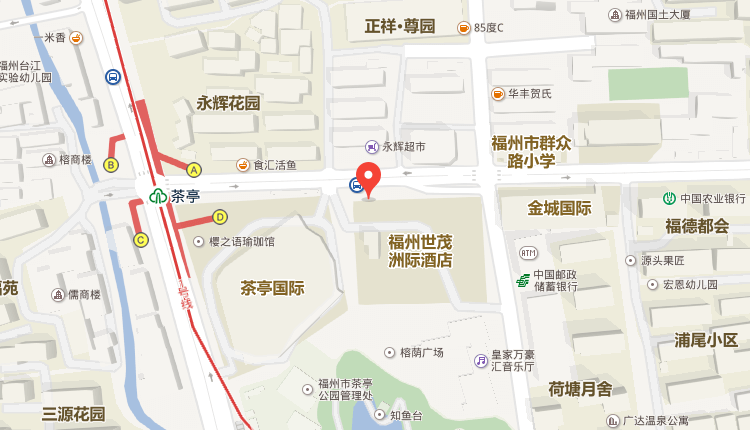 福州国土大厦
正祥·尊园
85度C
一米香
福州台江
实验幼儿园
华丰贺氏
永辉花园
永辉超市
福州市群众
路小学
榕商楼
B
食汇活鱼
A
茶亭
中国农业银行
金城国际
D
福德都会
C
樱之语瑜珈馆
福州世茂
洲际酒店
ATM
源头果匠
中国邮政
储蓄银行
茶亭国际
宏恩幼儿园
儒商楼
1号线
苑
浦尾小区
榕荫广场
皇家万豪
汇音乐厅
福州市茶亭
公园管理处
荷塘月舍
三源花园
知鱼台
广达温泉公寓